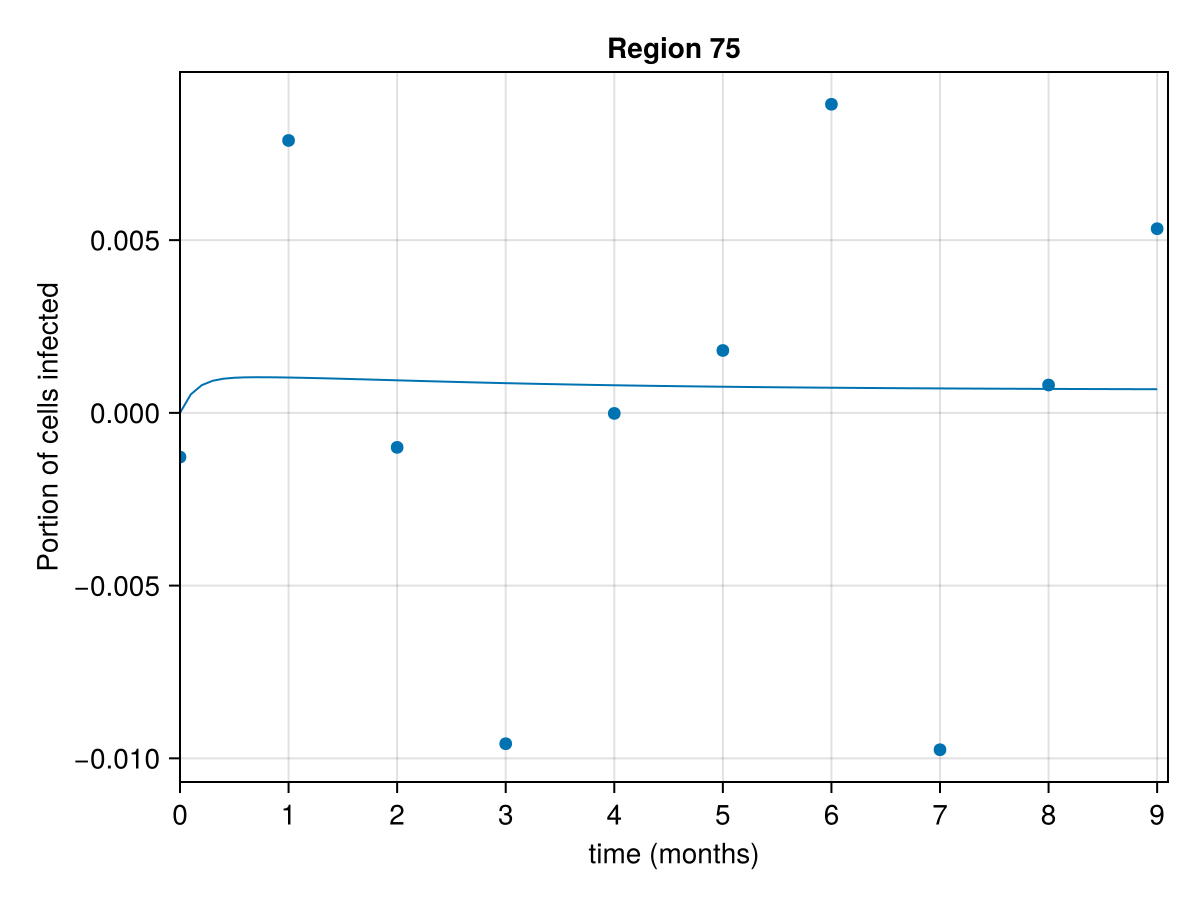 Region 75
Portion of cells infected
0.005
0.000
−0.005
−0.010
0 1 2 3 4 5 6 7 8 9
time (months)